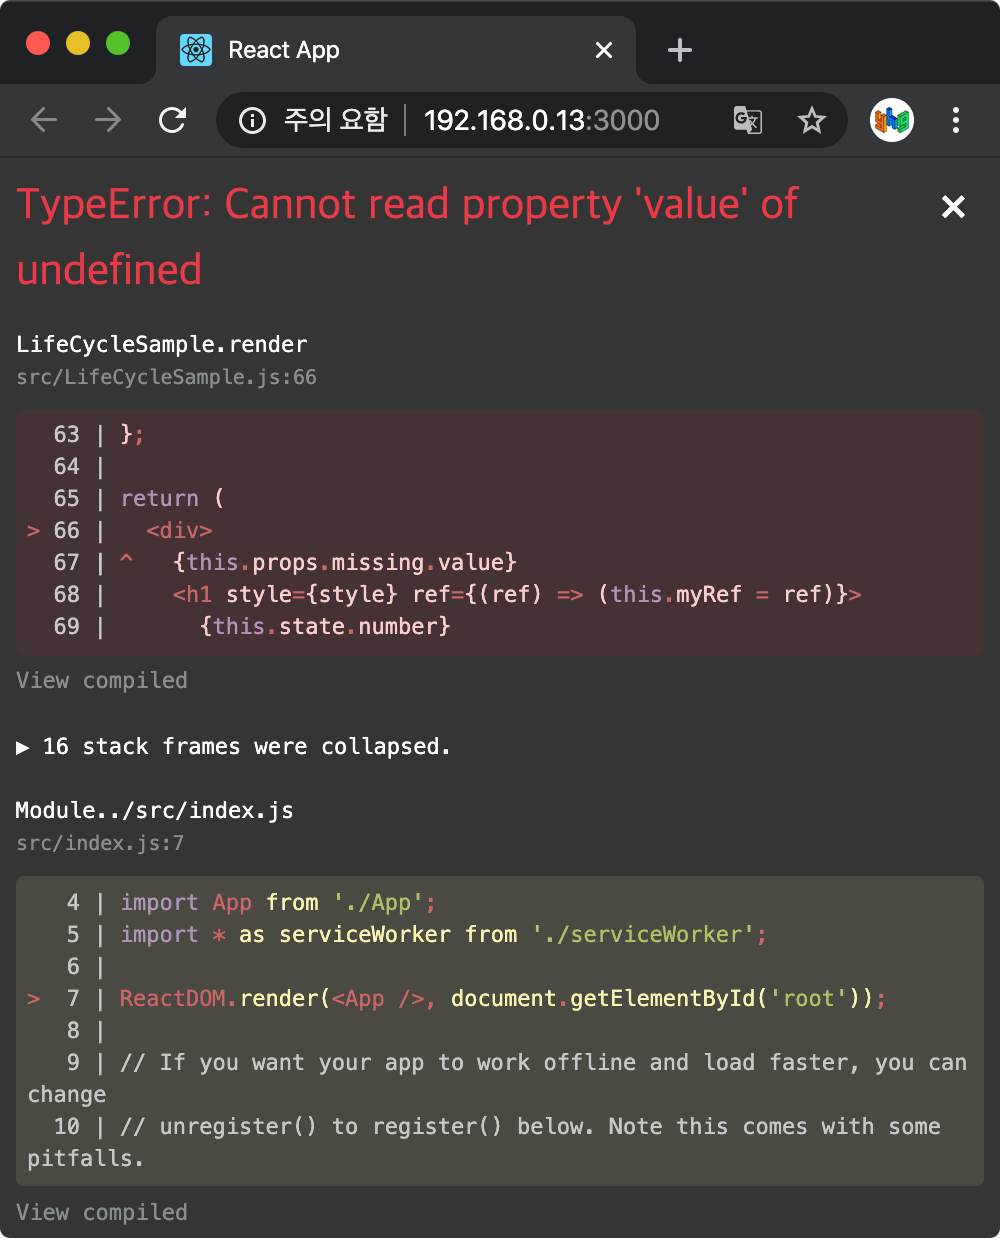 React App
주의 요함 192.168.0.13:3000
TypeError: Cannot read property 'value' of
undefined
LifeCycleSample.render
src/LifeCycleSample.js:66
63 | };
64 |
65 | return (
> 66 |   <div>
67 | ^   {this.props.missing.value}
68 |     <h1 style={style} ref={(ref) => (this.myRef = ref)}>
69 |       {this.state.number}
View compiled
▶ 16 stack frames were collapsed.
Module../src/index.js
src/index.js:7
4 | import App from './App';
5 | import * as serviceWorker from './serviceWorker';
6 |
> 7 | ReactDOM.render(<App />, document.getElementById('root'));
8 |
9 | // If you want your app to work offline and load faster, you can
change
10 | // unregister() to register() below. Note this comes with some
pitfalls.
View compiled